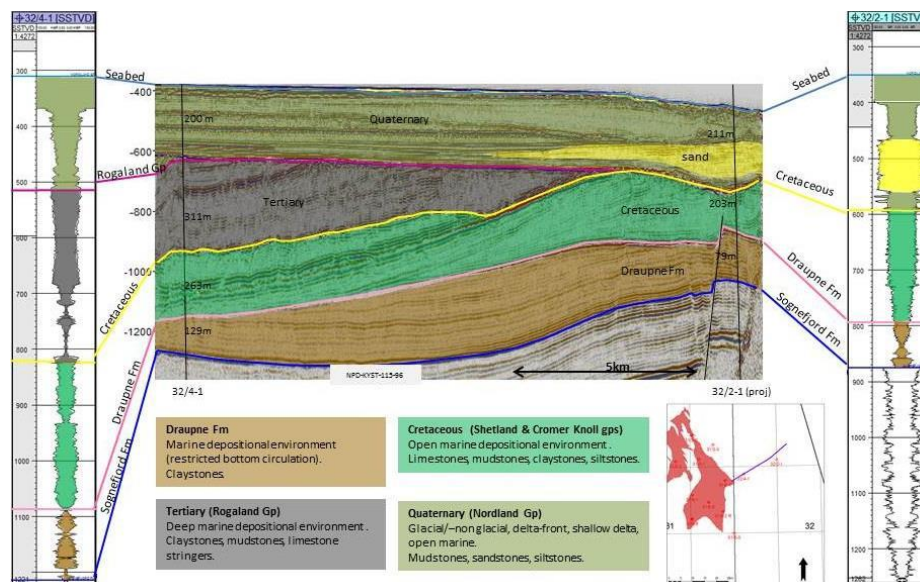 32/4-1 [SSTVD]
SSTVD
1:4272
300
400
500
600
700
800
900
1000
1100
1221
Seabed
Rogaland Gp
Cretaceous
Draupne Fm
Sognefjord Fm
-400
-600
-800
-1000
-1200
200 m
Quaternary
211m
sand
Tertiary
311m
203m
Cretaceous
263m
79m
Draupne Fm
129m
NPD-KYST-113-96
5km
32/4-1
32/2-1 (proj)
Seabed
Cretaceous
Draupne Fm
Sognefjord Fm
32/2-1 [SSTVD]
SSTVD
1:4272
300
400
500
600
700
800
900
1000
1100
1262
Draupne Fm
Marine depositional environment
(restricted bottom circulation).
Claystones.
Cretaceous (Shetland & Cromer Knoll gps)
Open marine depositional environment.
Limestones, mudstones, claystones, siltstones.
Tertiary (Rogaland Gp)
Deep marine depositional environment.
Claystones, mudstones, limestone
stringers.
Quaternary (Nordland Gp)
Glacial/–non glacial, delta-front, shallow delta,
open marine.
Mudstones, sandstones, siltstones.
31
32